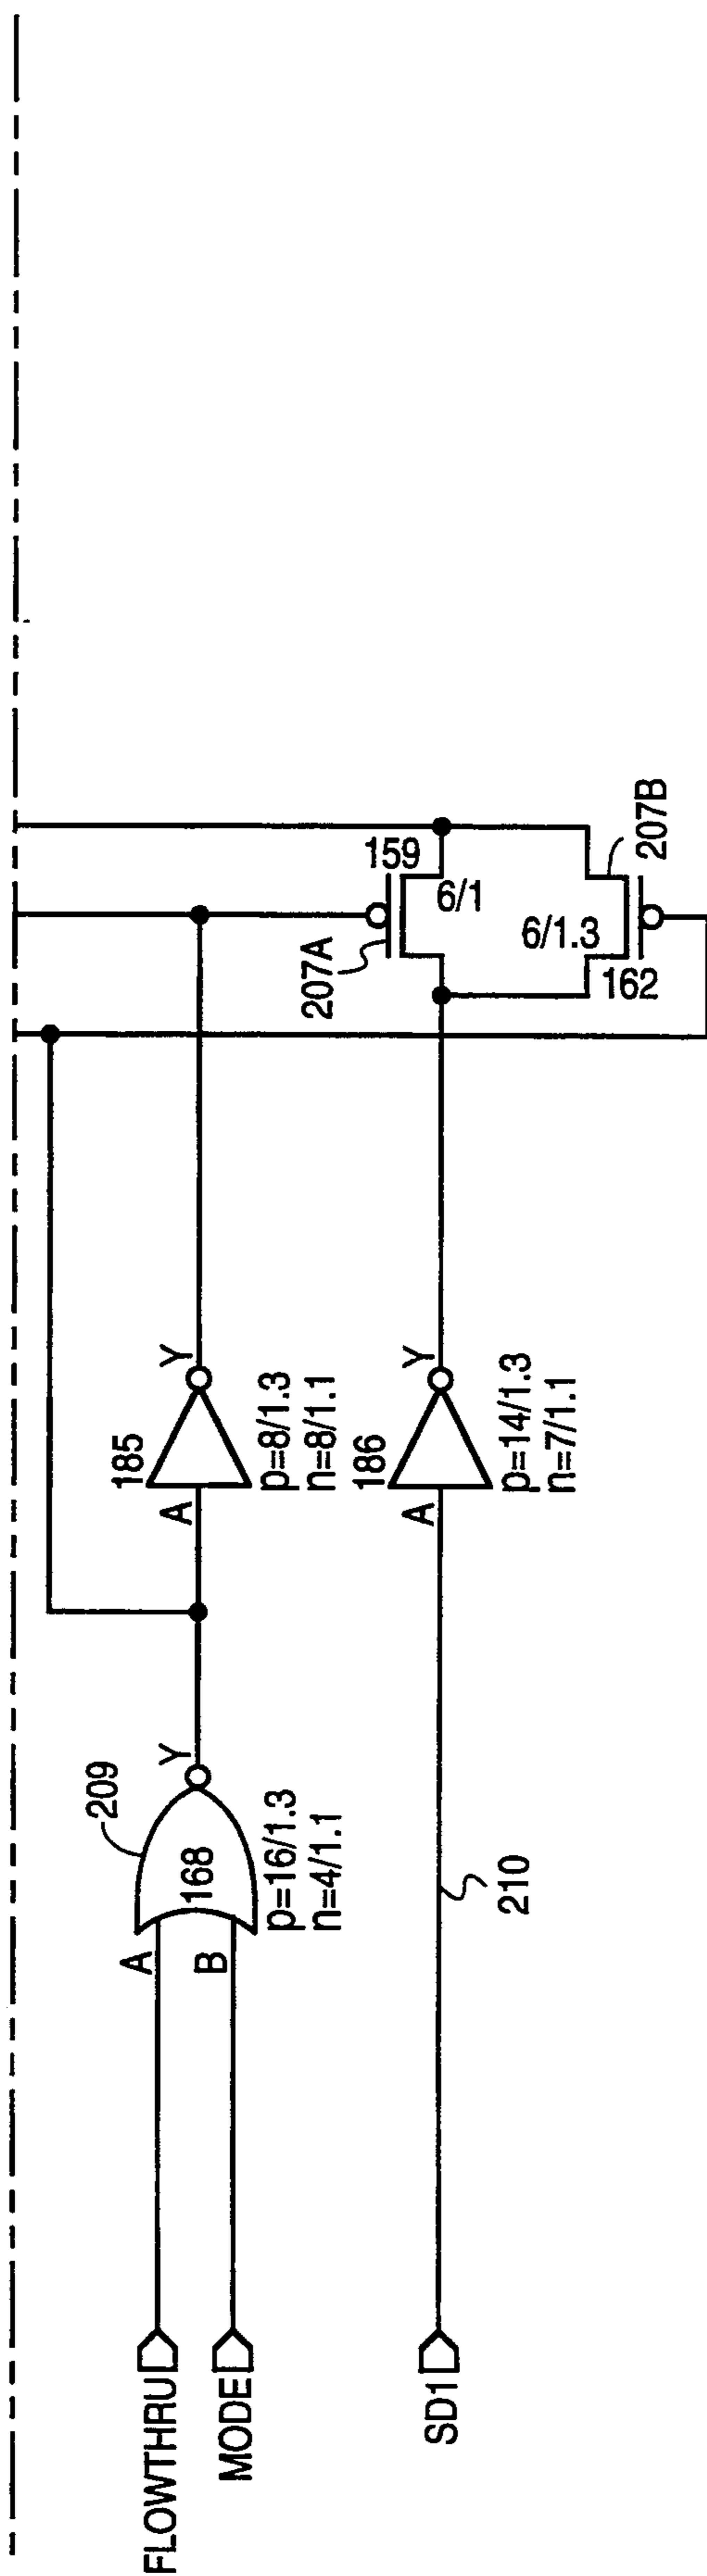 FLOWTHRU
MODE
A
B
168
209
Y
p=16/1.3
n=4/1.1
A
185
Y
p=8/1.3
n=8/1.1
SD1
210
A
186
Y
p=14/1.3
n=7/1.1
207A
159
6/1
6/1.3
162
207B